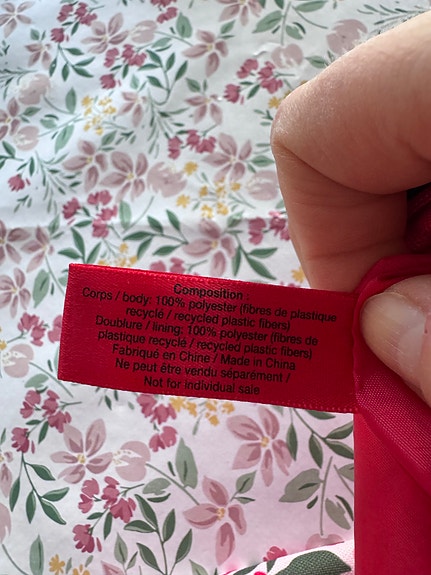 Composition
Corps / body: 100% polyester (fibres de plastique
recyclé / recycled plastic fibers)
Doublure / lining: 100% polyester (fibres de
plastique recyclé / recycled plastic fibers)
Fabriqué en Chine / Made in China
Ne peut être vendu séparément /
Not for individual sale